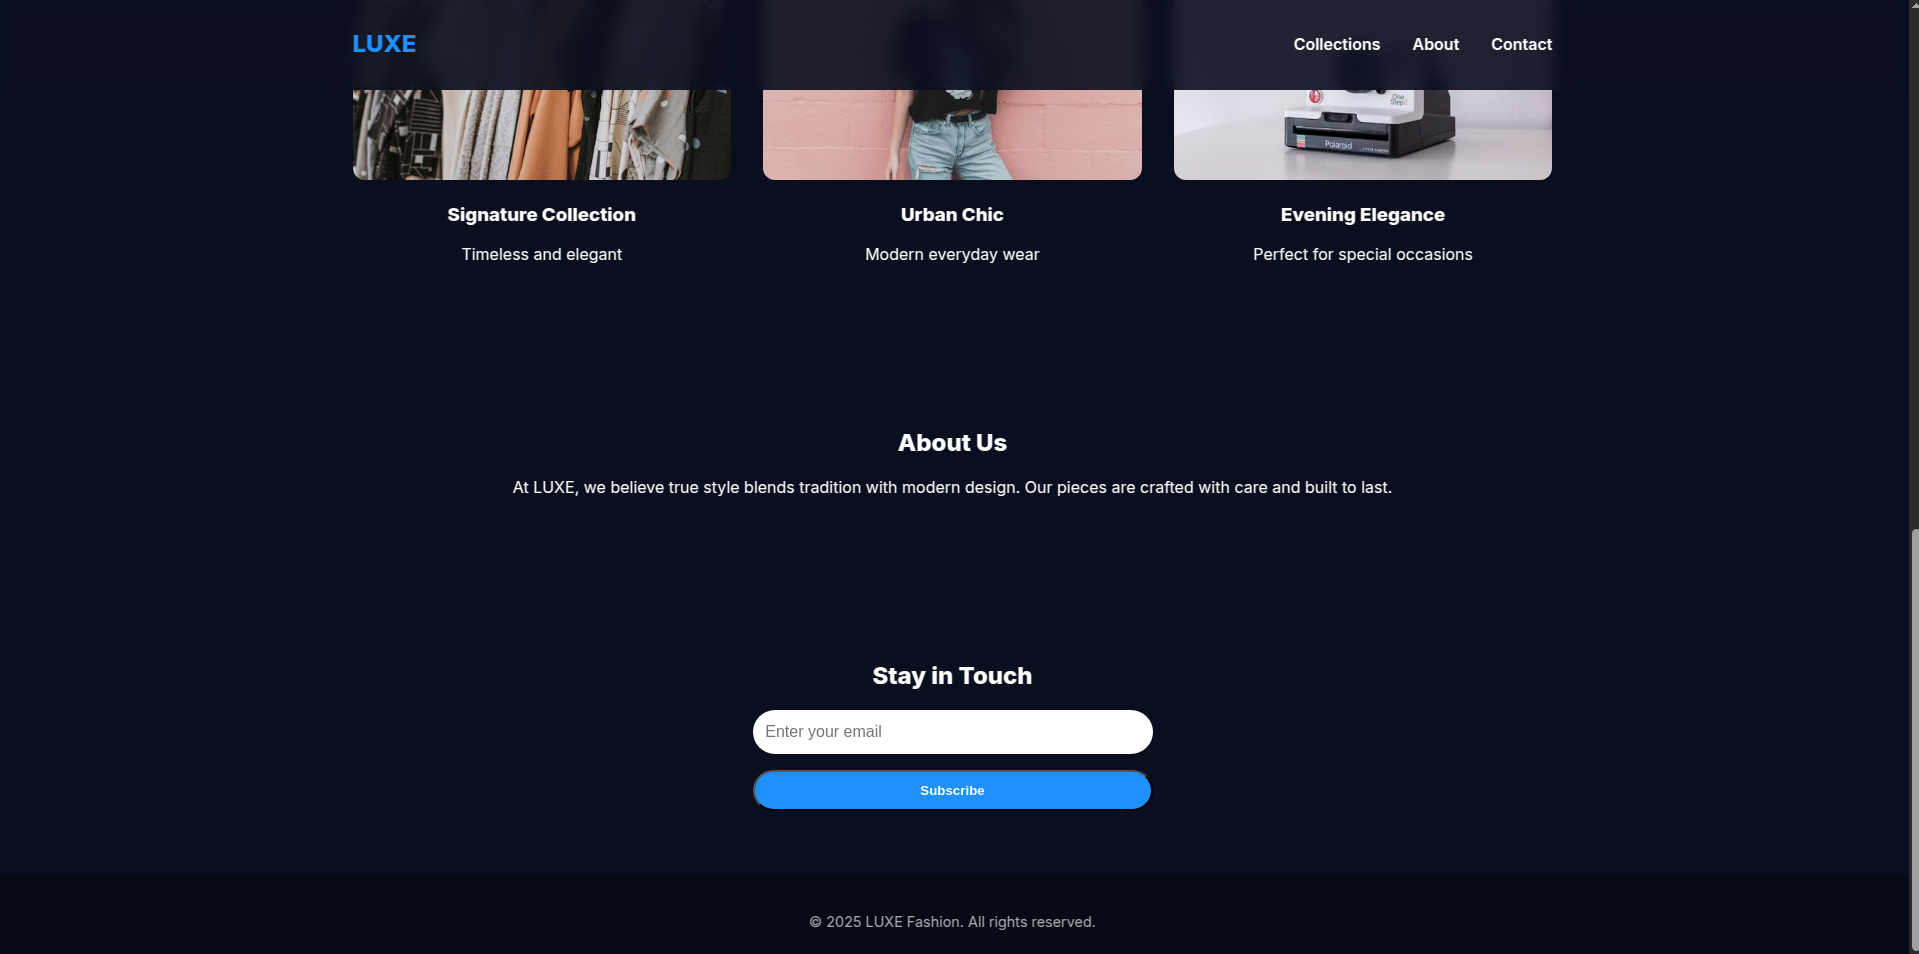 LUXE
Collections About Contact
One
Step2
Polaroid
Signature Collection
Urban Chic
Evening Elegance
Timeless and elegant
Modern everyday wear
Perfect for special occasions
About Us
At LUXE, we believe true style blends tradition with modern design. Our pieces are crafted with care and built to last.
Stay in Touch
Enter your email
Subscribe
© 2025 LUXE Fashion. All rights reserved.